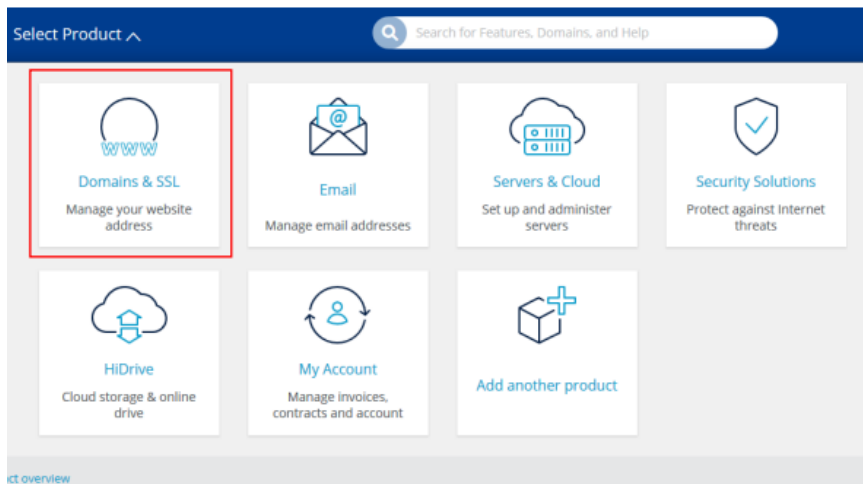 Select Product
Search for Features, Domains, and Help
www
Domains & SSL
Manage your website
address
@
Email
Manage email addresses
Servers & Cloud
Set up and administer
servers
Security Solutions
Protect against Internet
threats
HiDrive
Cloud storage & online
drive
My Account
Manage invoices,
contracts and account
Add another product
ct overview